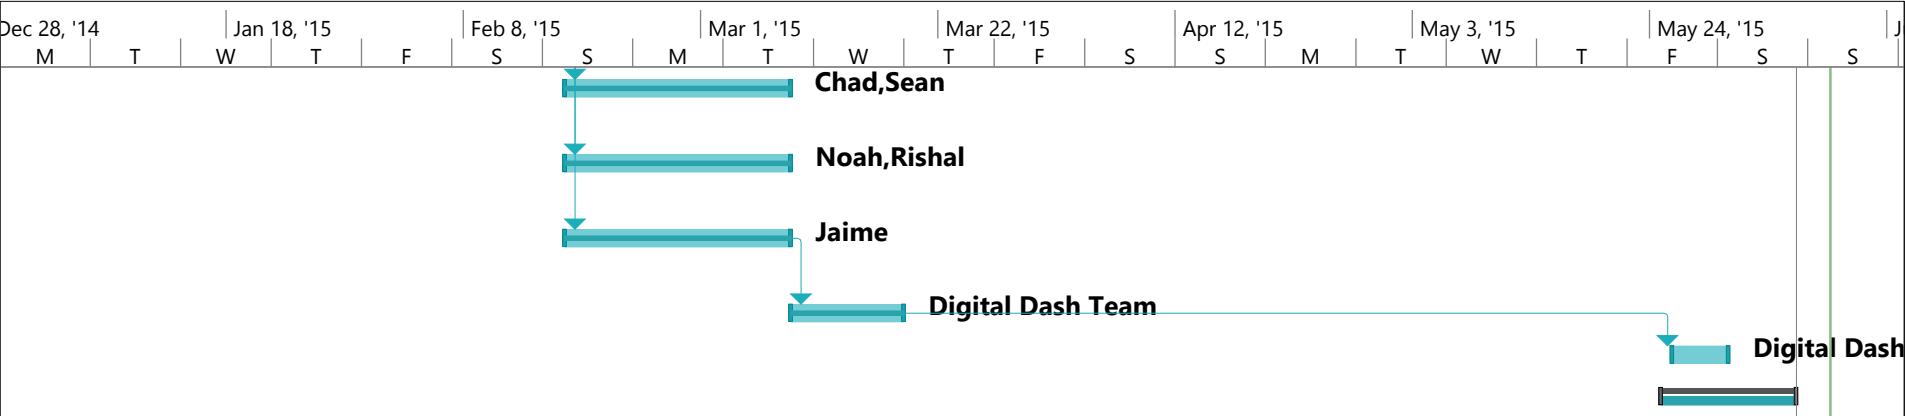 Dec 28, '14 Jan 18, '15 Feb 8, '15 Mar 1, '15 Mar 22, '15 Apr 12, '15 May 3, '15 May 24, '15
M T W T F S S M T W T F S S M T W T F S S
Chad,Sean
Noah,Rishal
Jaime
Digital Dash Team
Digital Dash